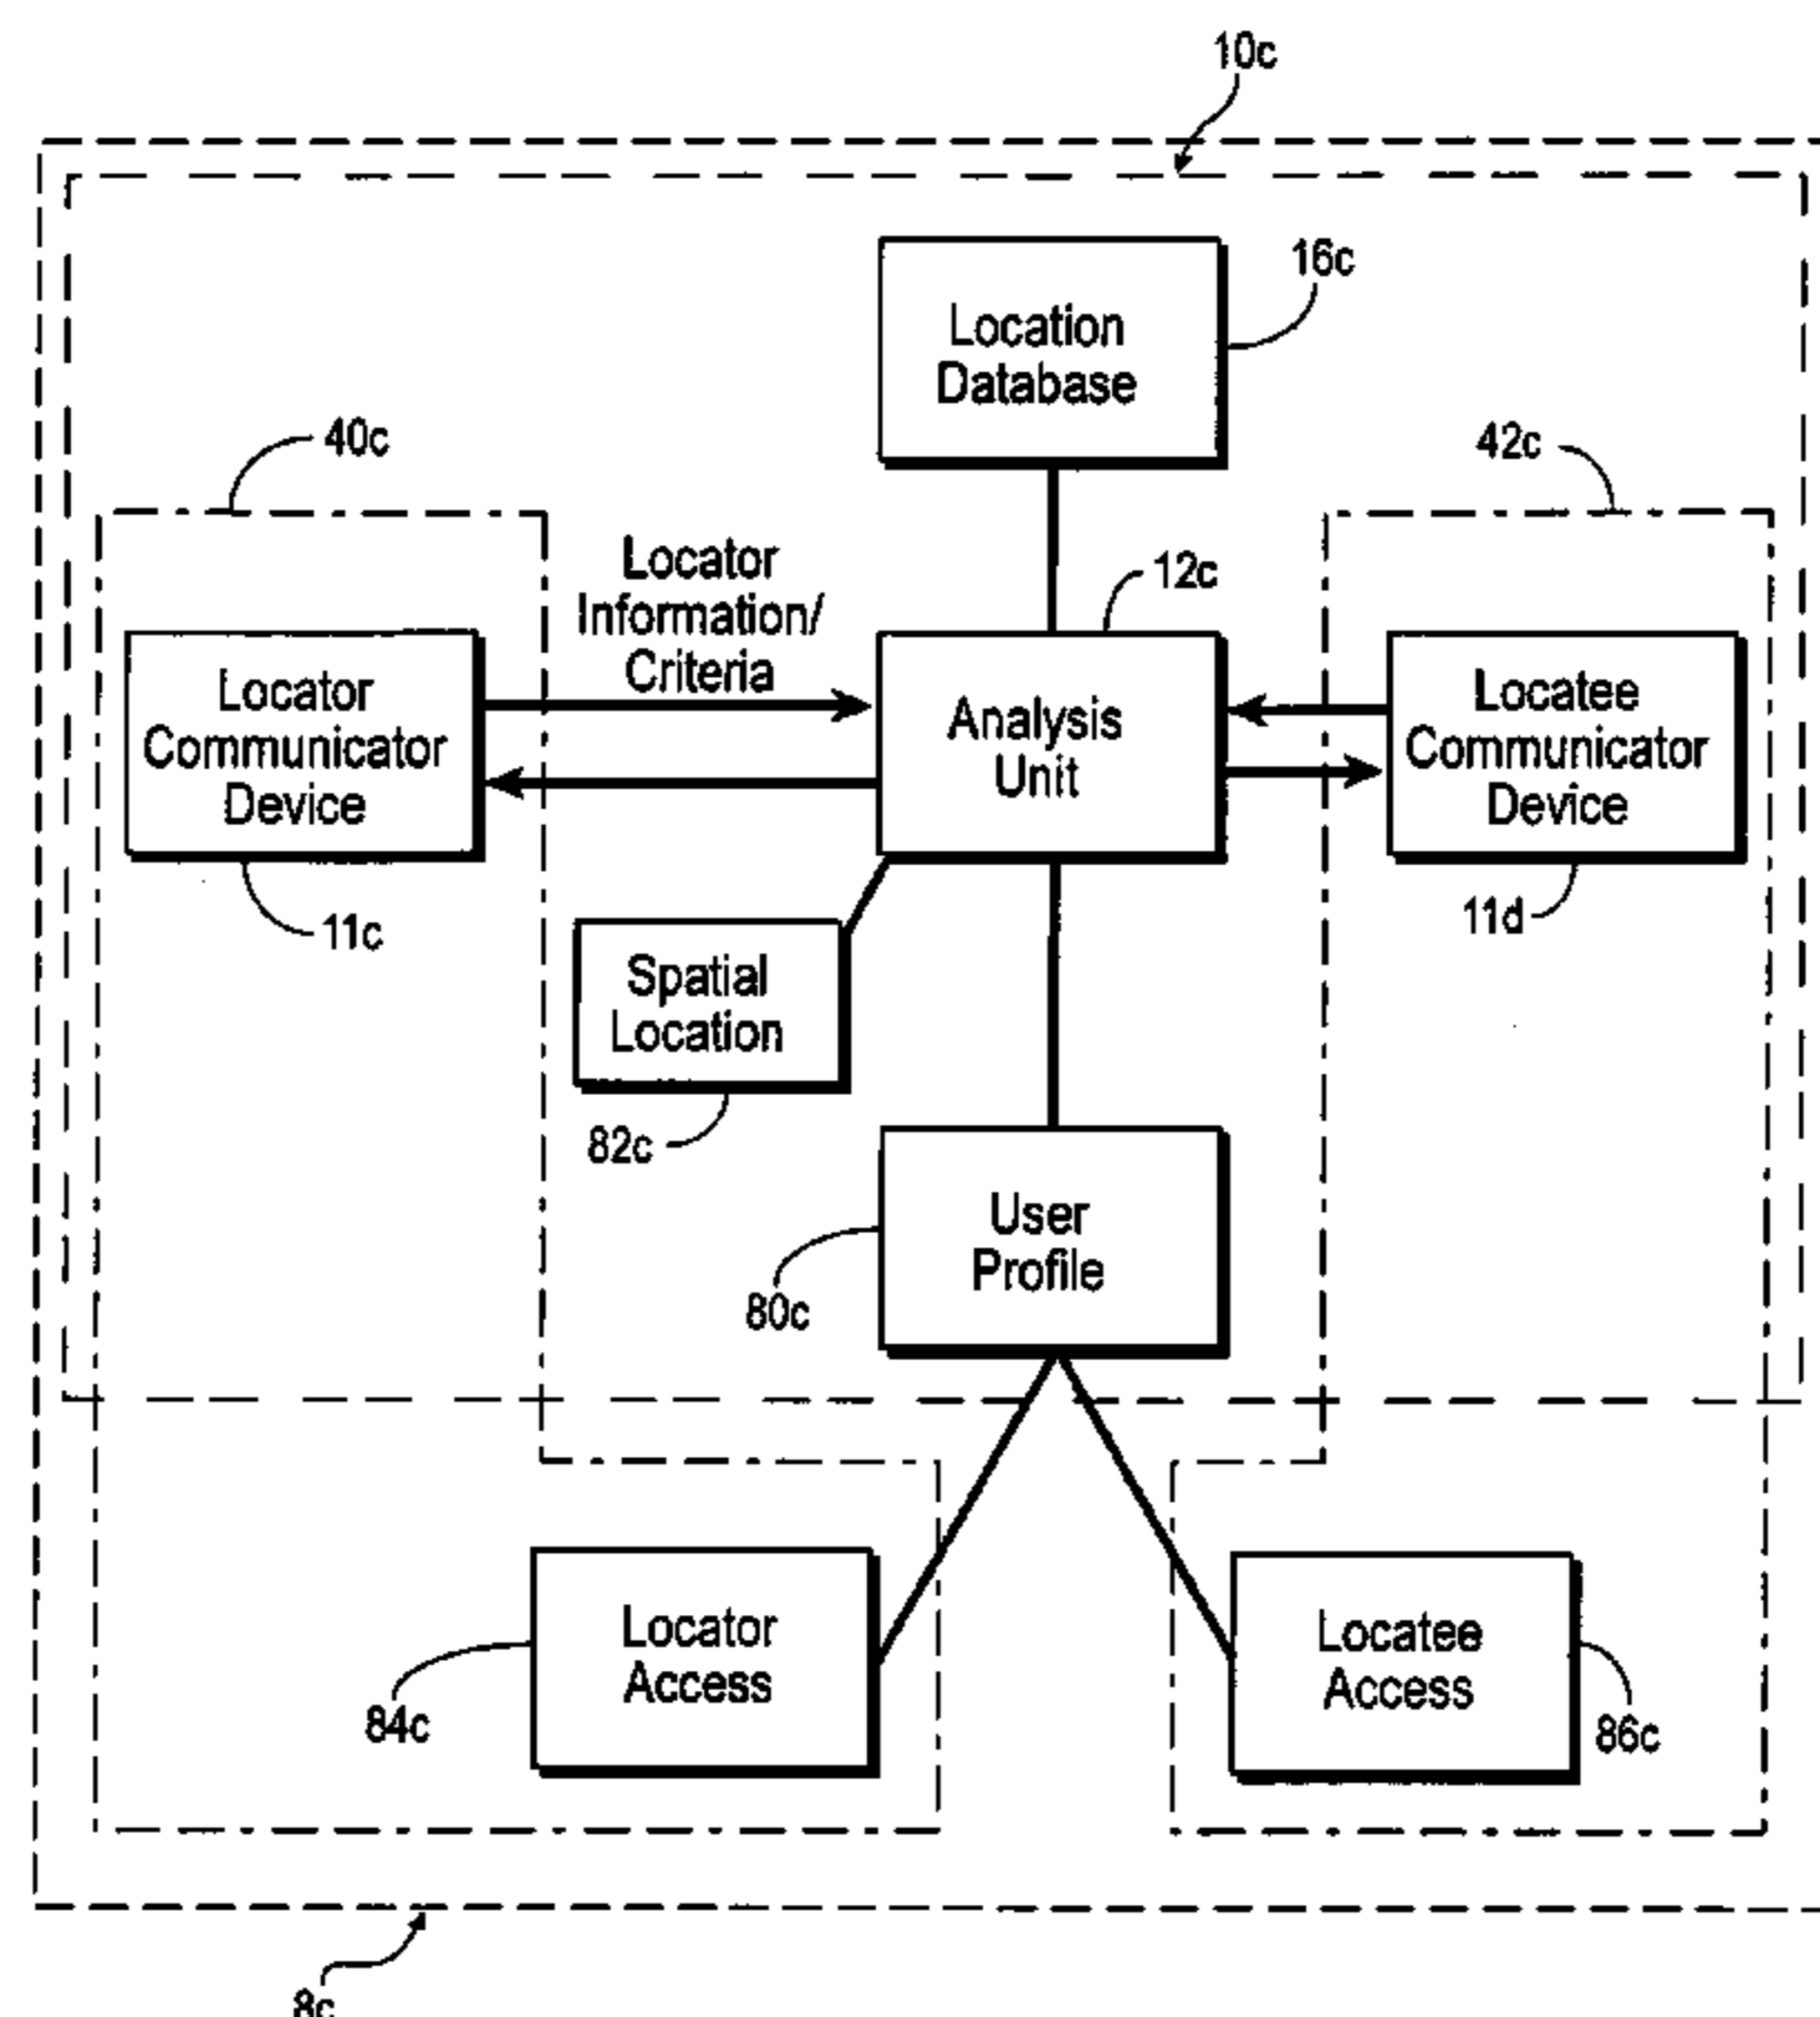 10c
Location
Database
16c
40c
42c
Locator
Information/
Criteria
12c
Locator
Communicator
Device
Analysis
Unit
Locatee
Communicator
Device
11c
11d
Spatial
Location
82c
User
Profile
80c
Locator
Access
84c
Locatee
Access
86c
8c